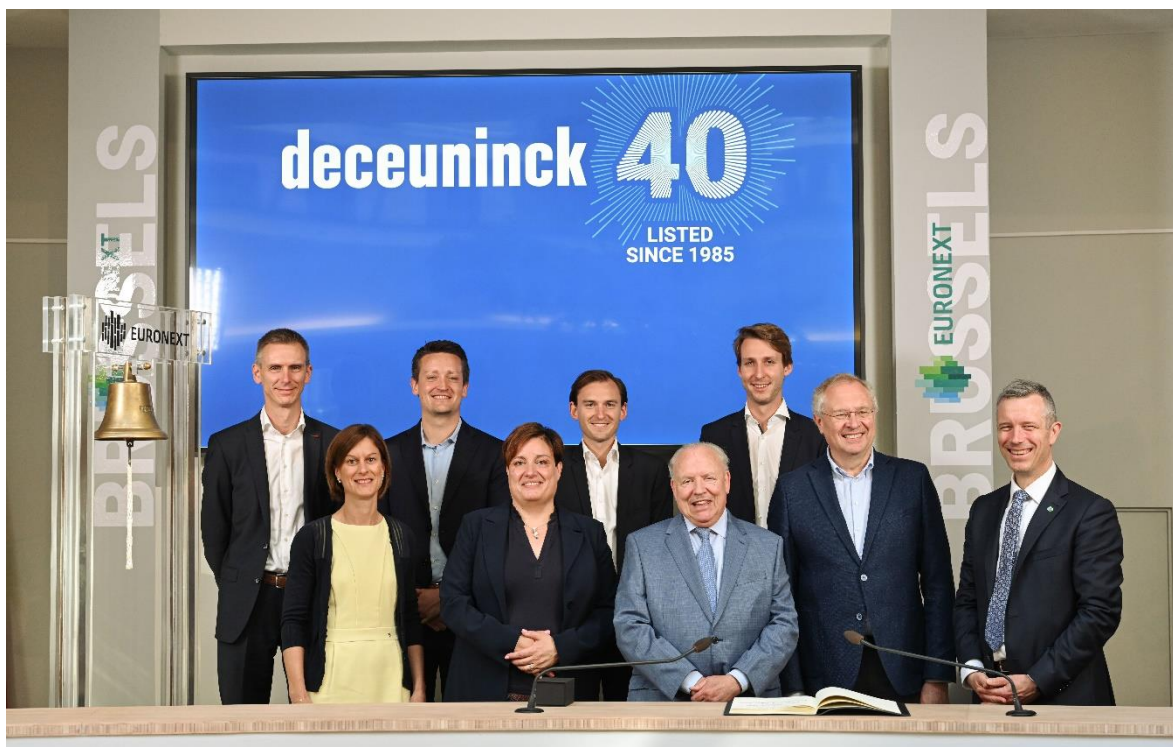 deceuninck 40
LISTED
SINCE 1985
BRUSSELS
EURONEXT
EURONEXT
BRUSSELS